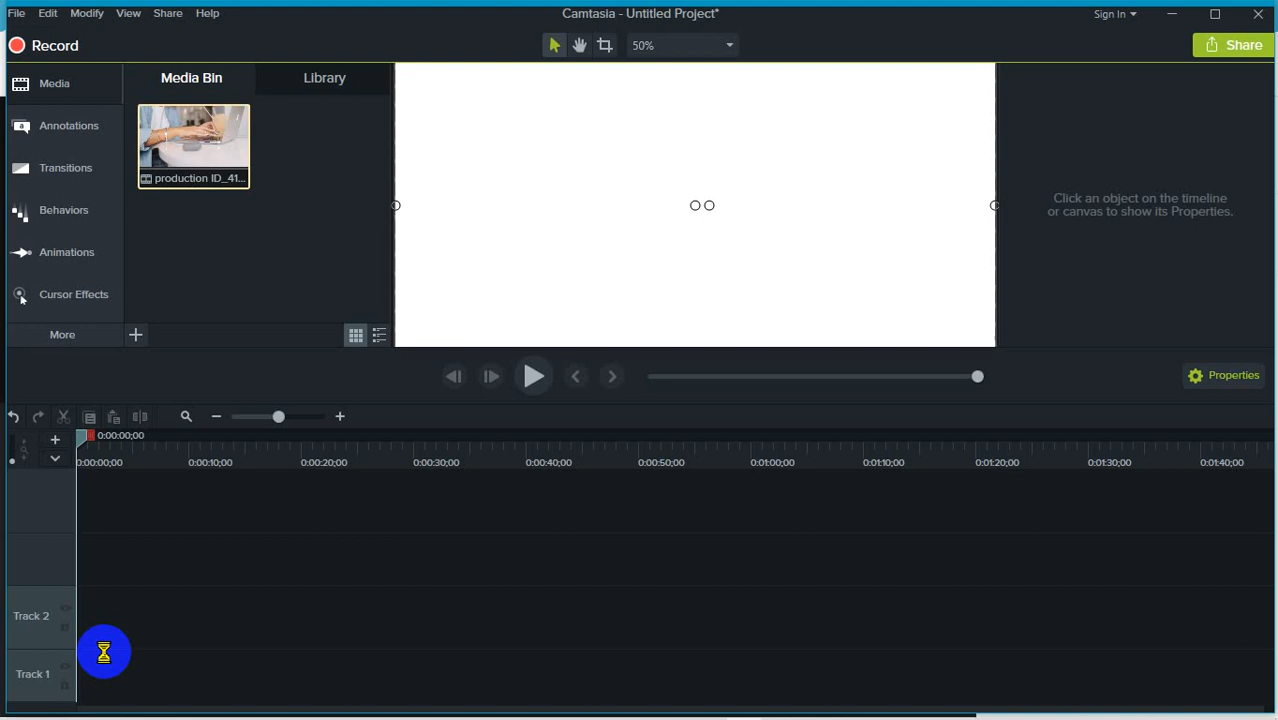 File Edit Modify View Share Help
Camtasia - Untitled Project*
Sign In
Record
50%
Share
Media
Annotations
Transitions
Behaviors
Animations
Cursor Effects
More
Media Bin
Library
production ID_41...
Click an object on the timeline
or canvas to show its Properties.
Properties
0:00:00;00
0:00:00;00 0:00:10;00 0:00:20;00 0:00:30;00 0:00:40;00 0:00:50;00 0:01:00;00 0:01:10;00 0:01:20;00 0:01:30;00 0:01:40;00
Track 2
Track 1